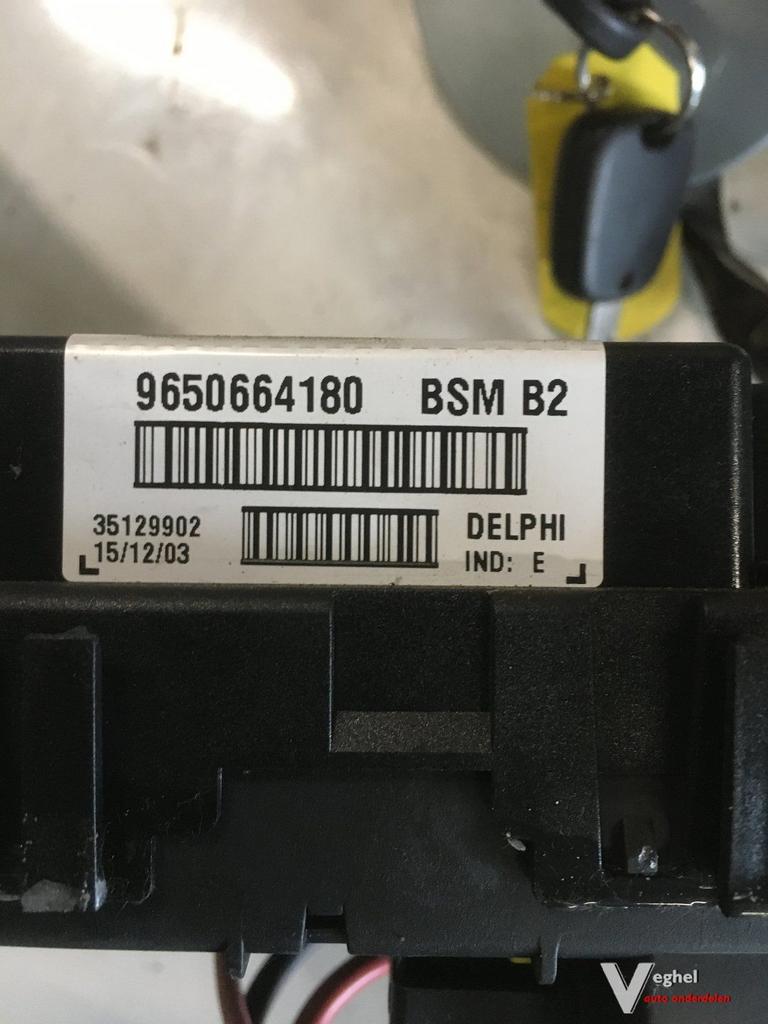 9650664180 BSM B2
35129902
15/12/03
DELPHI
IND: E
Veghel
auto onderdelen